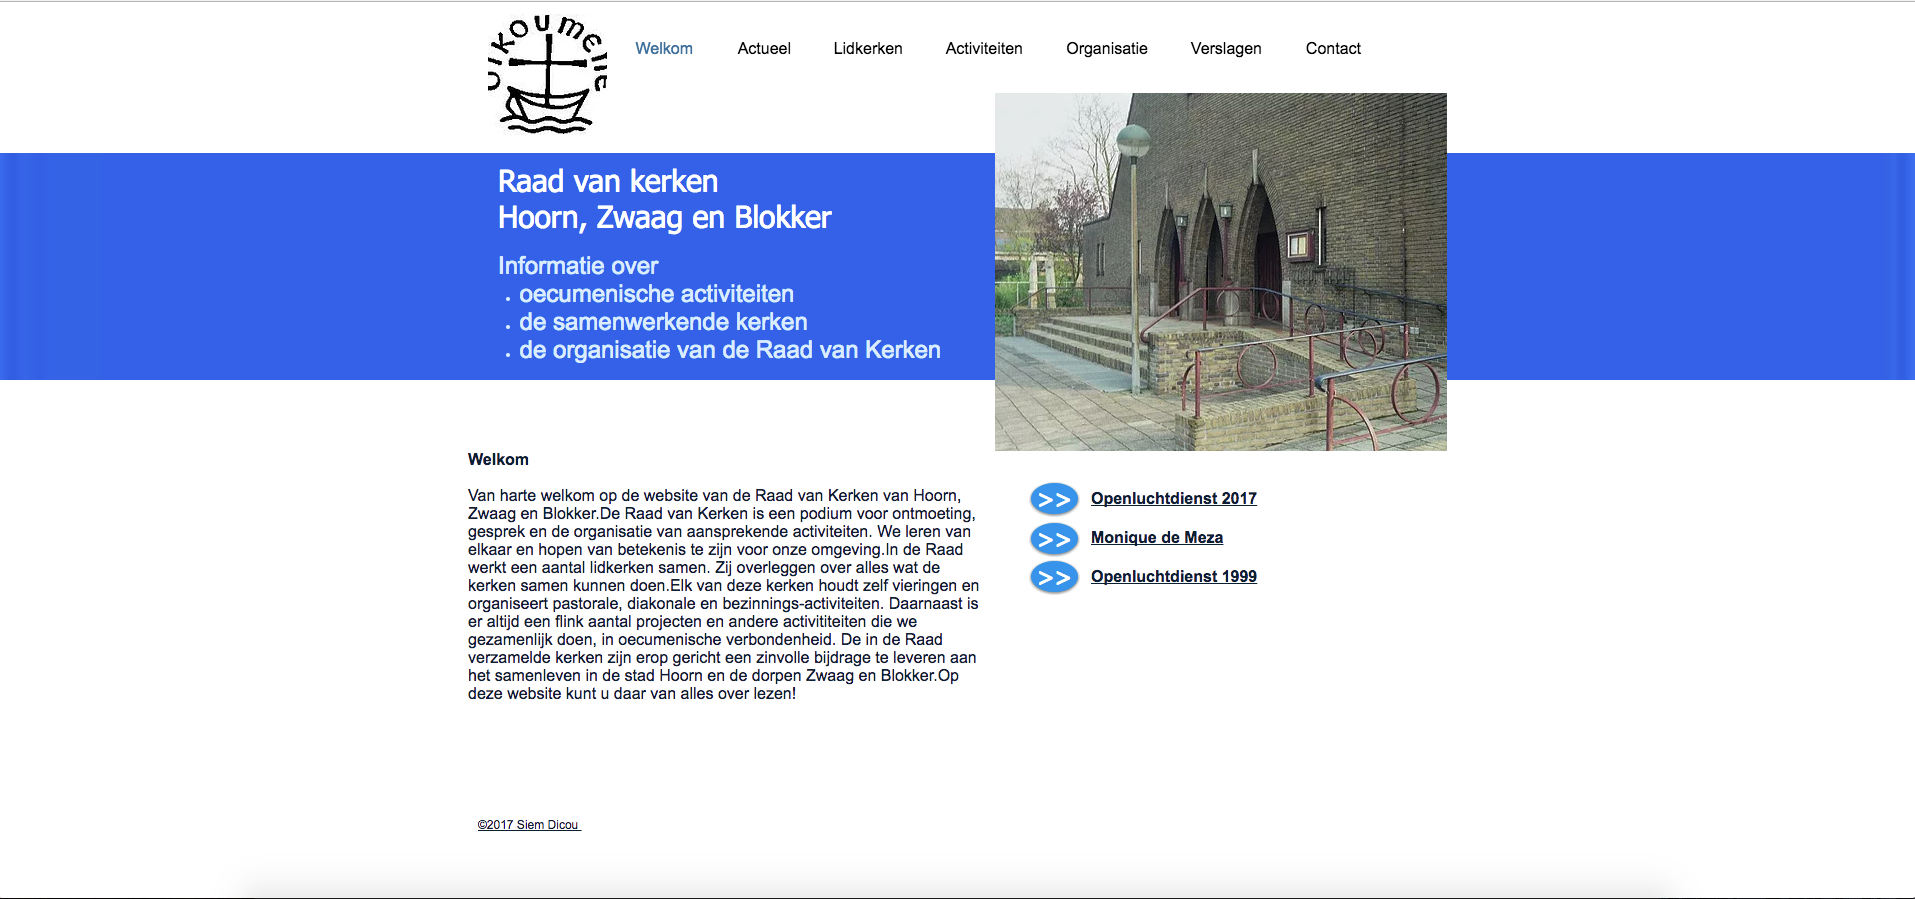 Oikoumene
Welkom Actueel Lidkerken Activiteiten Organisatie Verslagen Contact
Raad van kerken
Hoorn, Zwaag en Blokker
Informatie over
• oecumenische activiteiten
• de samenwerkende kerken
• de organisatie van de Raad van Kerken
Welkom
Van harte welkom op de website van de Raad van Kerken van Hoorn,
Zwaag en Blokker.De Raad van Kerken is een podium voor ontmoeting,
gesprek en de organisatie van aansprekende activiteiten. We leren van
elkaar en hopen van betekenis te zijn voor onze omgeving.In de Raad
werkt een aantal lidkerken samen. Zij overleggen over alles wat de
kerken samen kunnen doen.Elk van deze kerken houdt zelf vieringen en
organiseert pastorale, diakonale en bezinnings-activiteiten. Daarnaast is
er altijd een flink aantal projecten en andere activititeiten die we
gezamenlijk doen, in oecumenische verbondenheid. De in de Raad
verzamelde kerken zijn erop gericht een zinvolle bijdrage te leveren aan
het samenleven in de stad Hoorn en de dorpen Zwaag en Blokker.Op
deze website kunt u daar van alles over lezen!
>> Openluchtdienst 2017
>> Monique de Meza
>> Openluchtdienst 1999
©2017 Siem Dicou